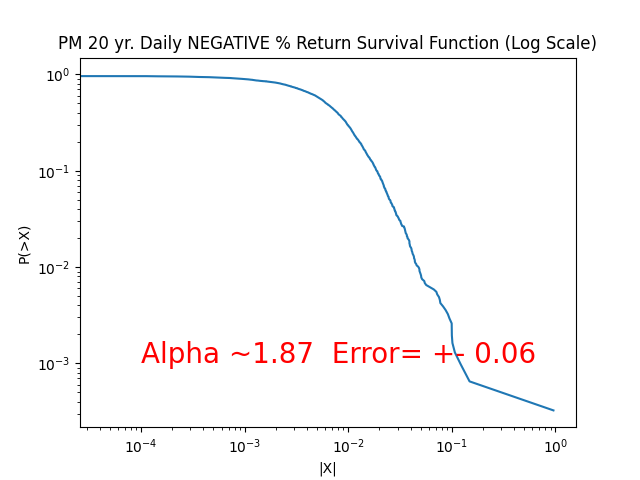 PM 20 yr. Daily NEGATIVE % Return Survival Function (Log Scale)
10⁰
10⁻¹
10⁻²
10⁻³
P(>X)
Alpha ~1.87  Error= +- 0.06
10⁻⁴ 10⁻³ 10⁻² 10⁻¹ 10⁰
|X|